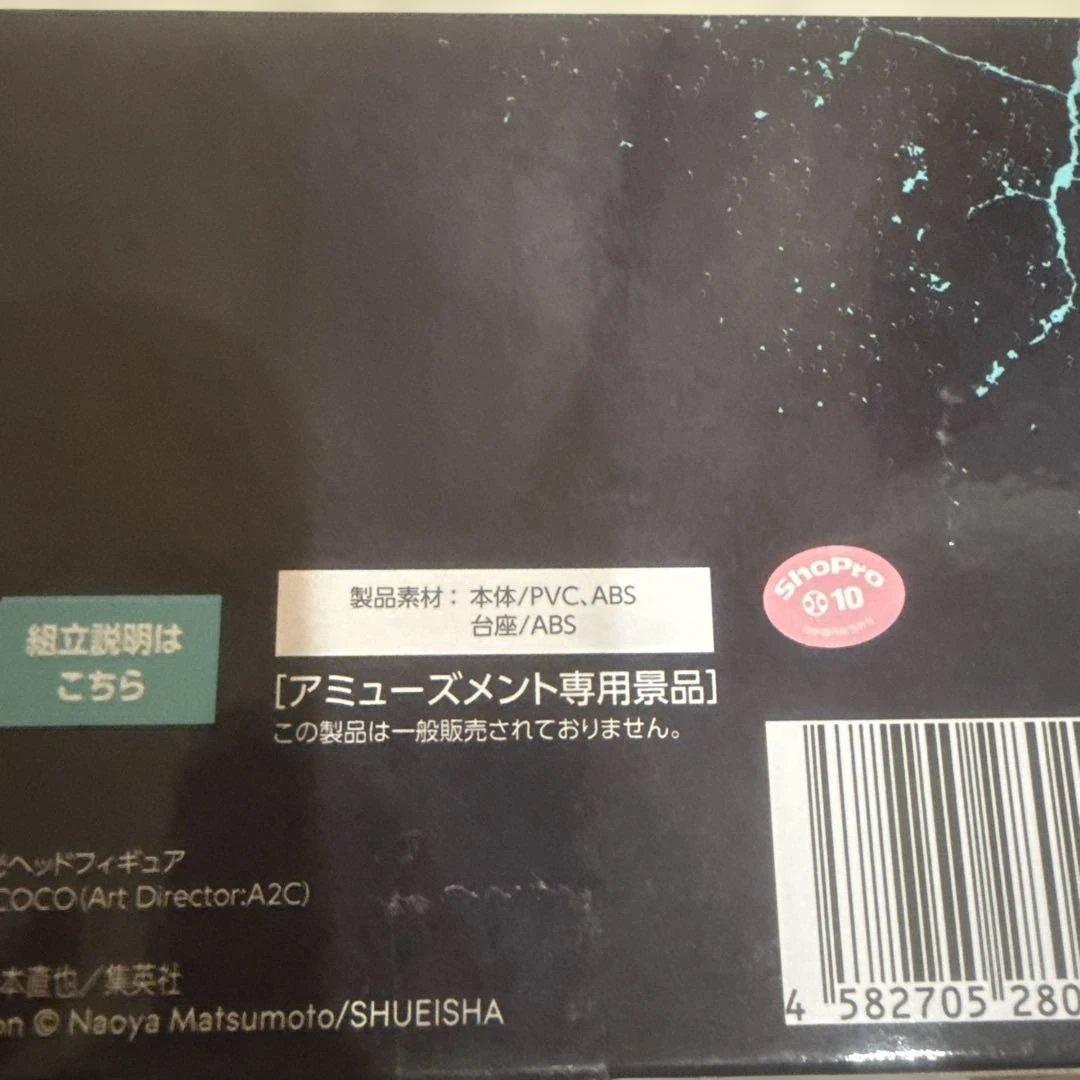 組立説明は
こちら
製品素材：本体/PVC、ABS
台座/ABS
[アミューズメント専用景品]
この製品は一般販売されておりません。
ShoPro
10
ヘッドフィギュア
COCO(Art Director:A2C)
本直也／集英社
on © Naoya Matsumoto/SHUEISHA
4 582705 280